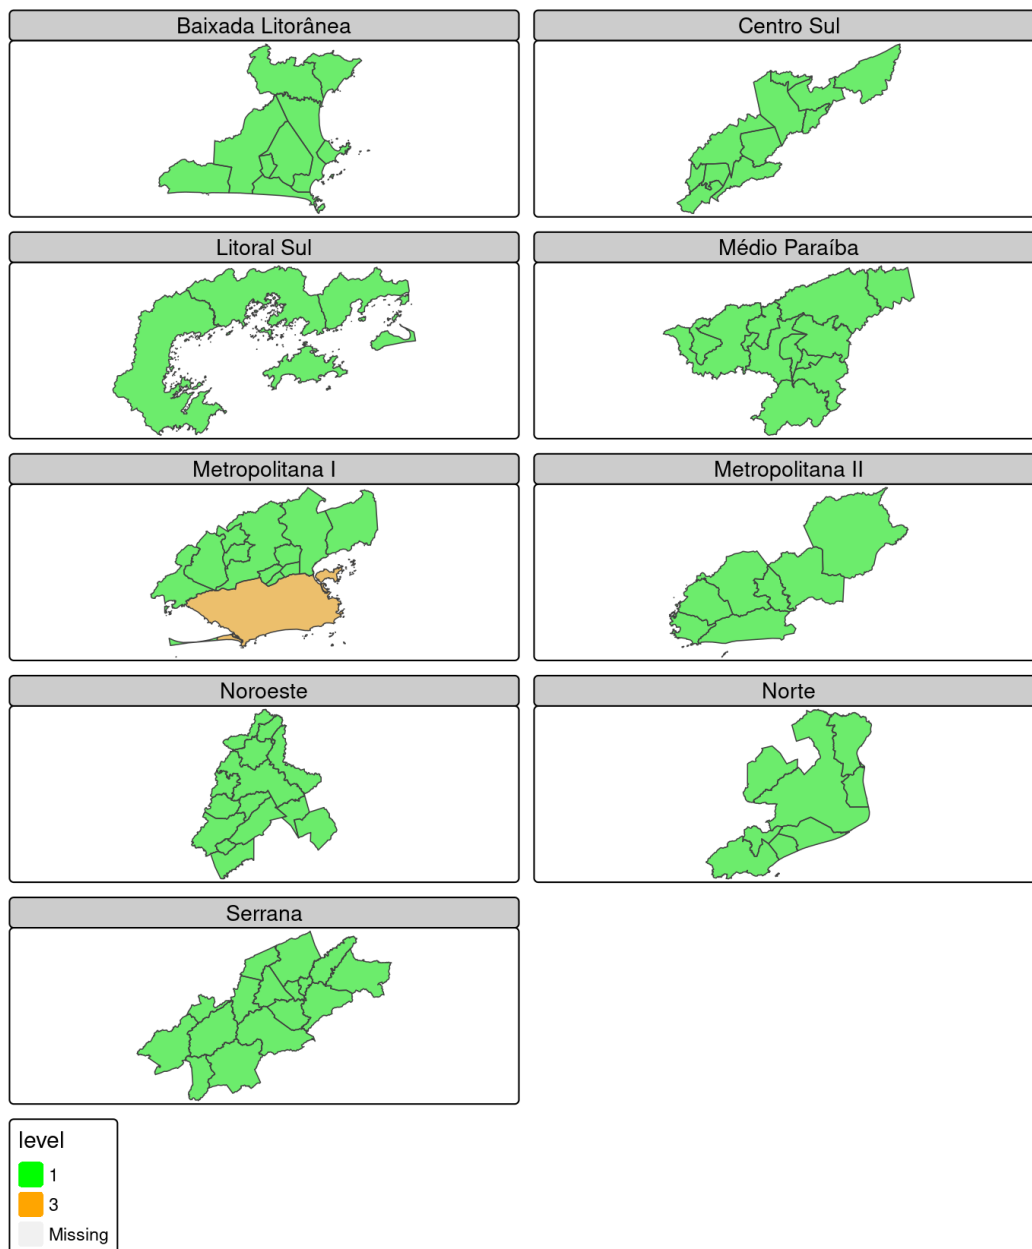 Baixada Litorânea
Centro Sul
Litoral Sul
Médio Paraíba
Metropolitana I
Metropolitana II
Noroeste
Norte
Serrana
level
1
3
Missing